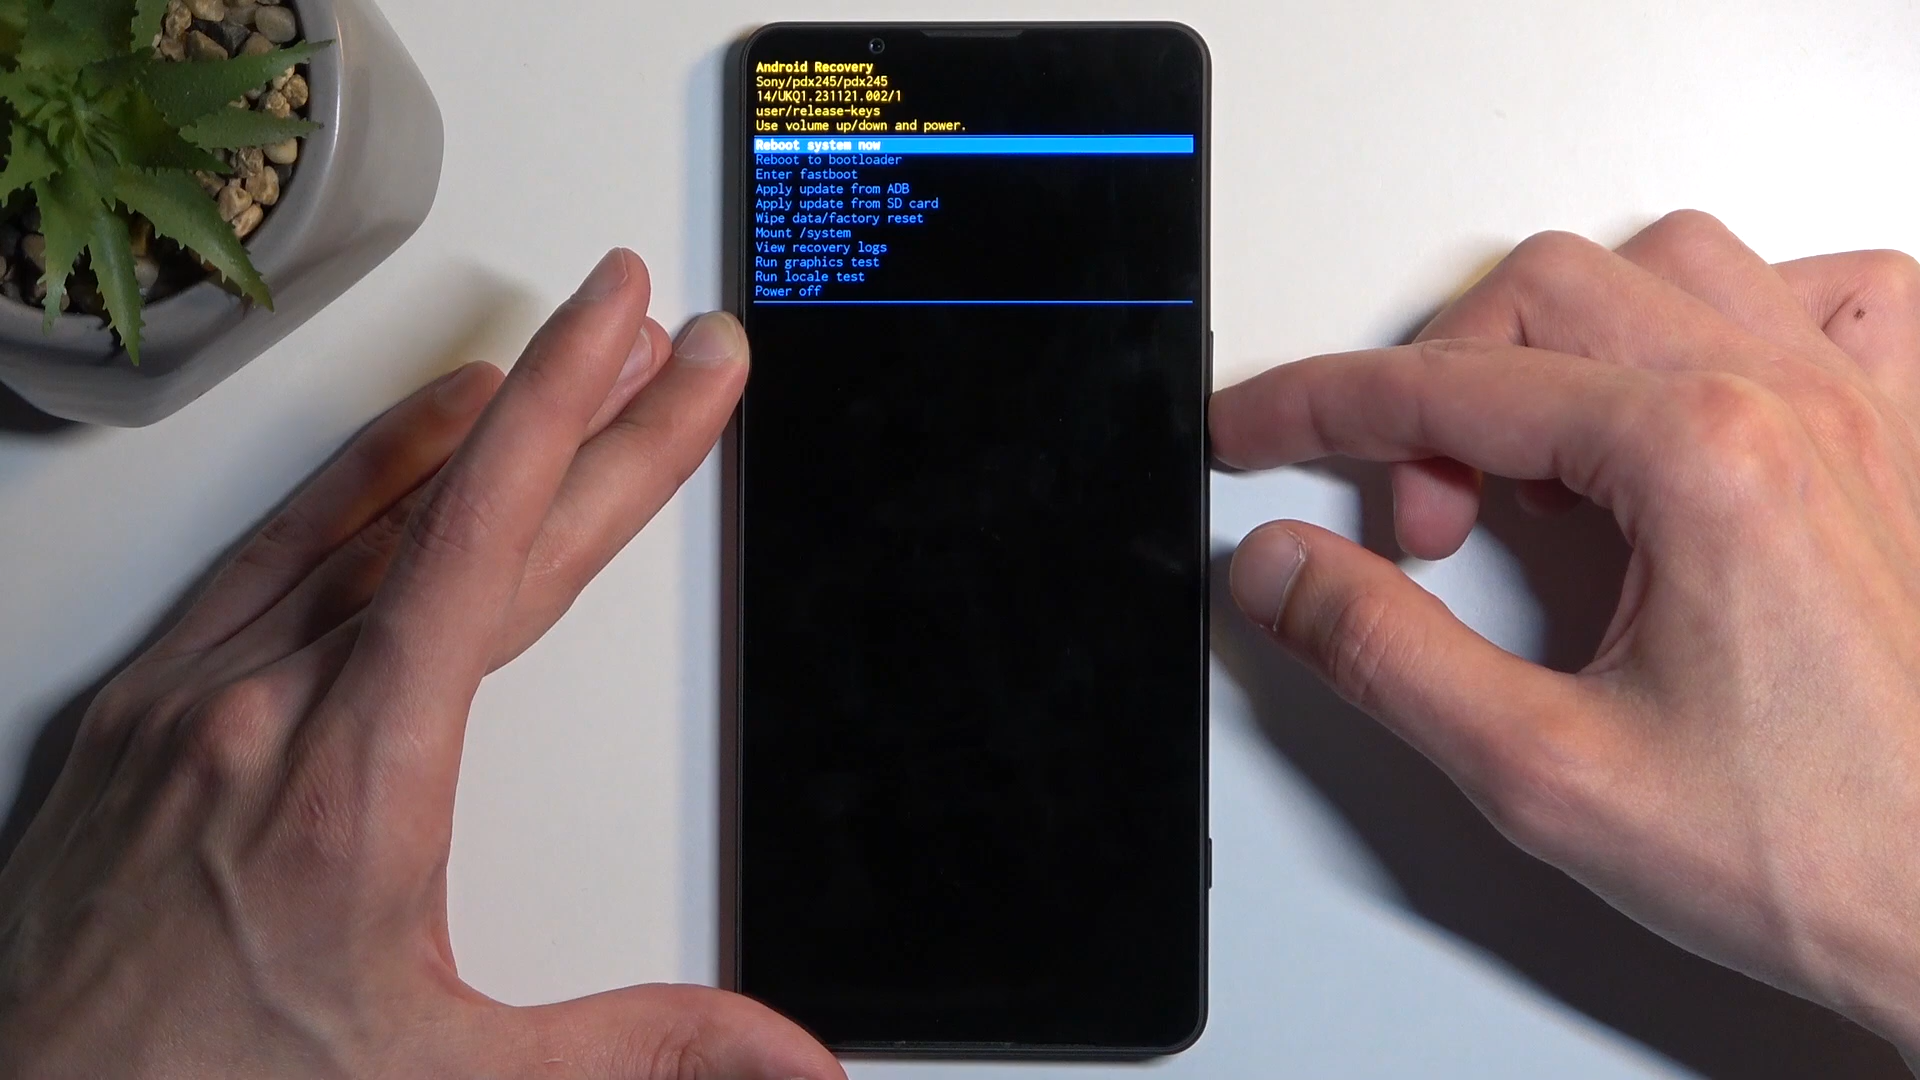 Android Recovery
Sony/pdx245/pdx245
14/UKQ1.231121.002/1
user/release-keys
Use volume up/down and power.
Reboot system now
Reboot to bootloader
Enter fastboot
Apply update from ADB
Apply update from SD card
Wipe data/factory reset
Mount /system
View recovery logs
Run graphics test
Run locale test
Power off